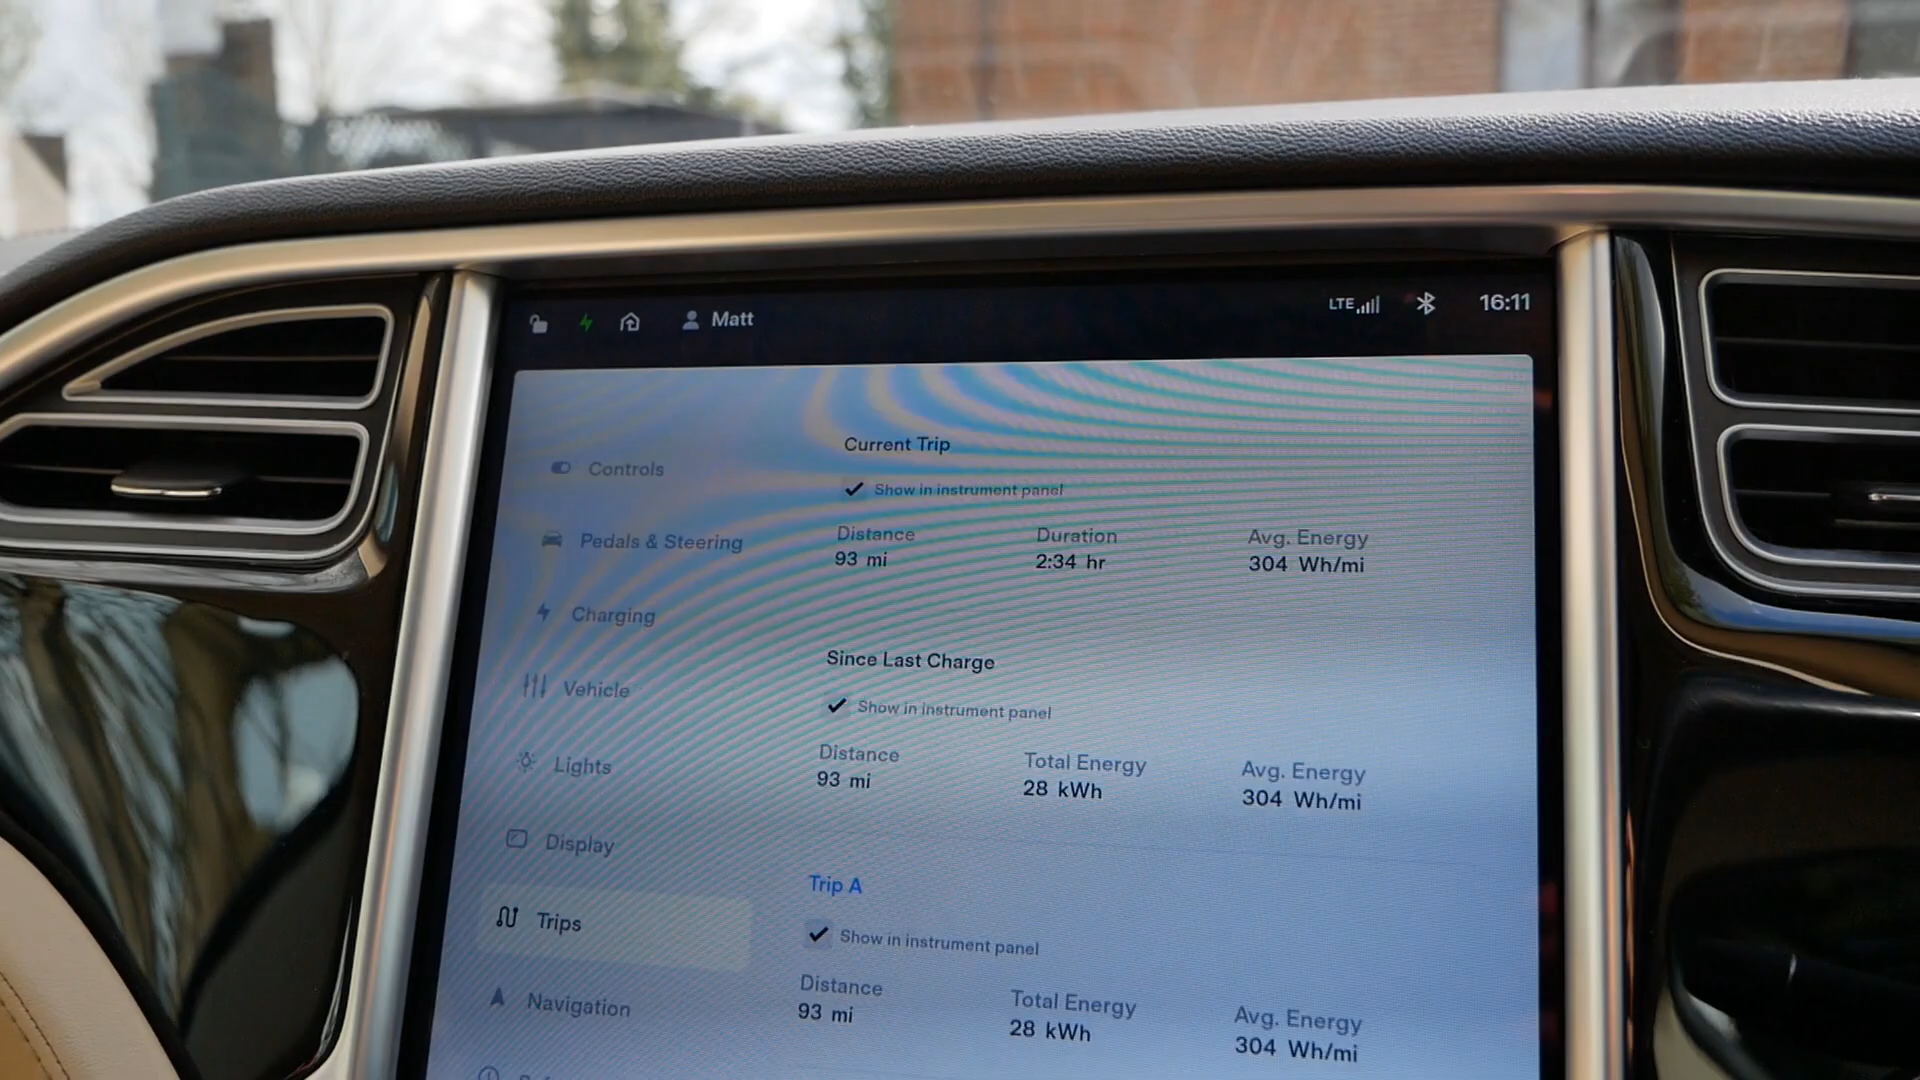 Matt
LTE
16:11
Controls
Pedals & Steering
Charging
Vehicle
Lights
Display
Trips
Navigation
Current Trip
Show in instrument panel
Distance Duration Avg. Energy
93 mi 2:34 hr 304 Wh/mi
Since Last Charge
Show in instrument panel
Distance Total Energy Avg. Energy
93 mi 28 kWh 304 Wh/mi
Trip A
Show in instrument panel
Distance Total Energy Avg. Energy
93 mi 28 kWh 304 Wh/mi